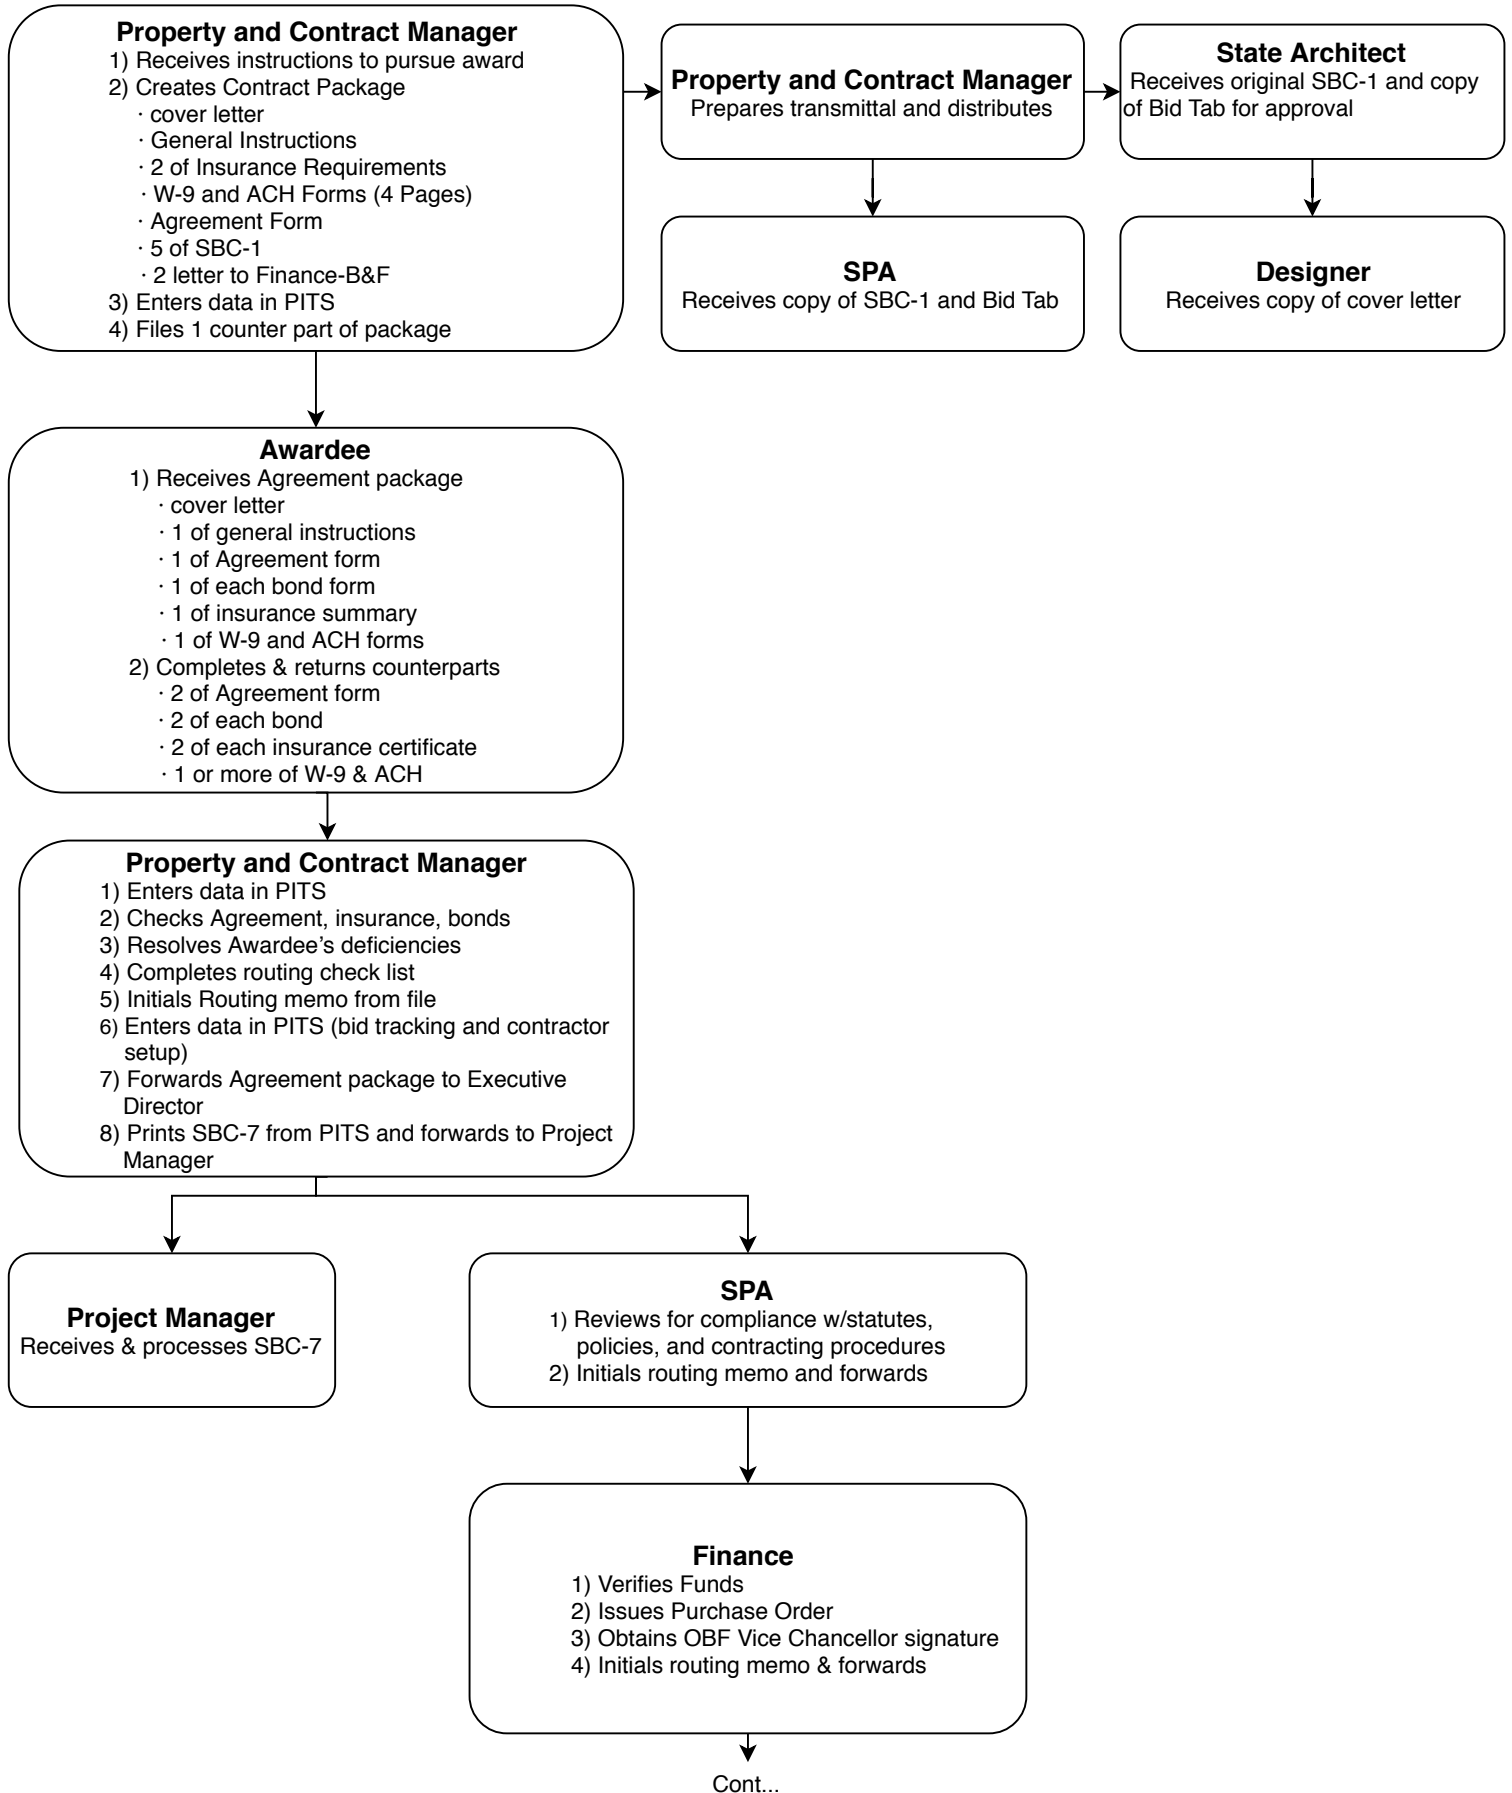 Property and Contract Manager
1) Receives instructions to pursue award
2) Creates Contract Package
· cover letter
· General Instructions
· 2 of Insurance Requirements
· W-9 and ACH Forms (4 Pages)
· Agreement Form
· 5 of SBC-1
· 2 letter to Finance-B&F
3) Enters data in PITS
4) Files 1 counter part of package
Property and Contract Manager
Prepares transmittal and distributes
State Architect
Receives original SBC-1 and copy
of Bid Tab for approval
SPA
Receives copy of SBC-1 and Bid Tab
Designer
Receives copy of cover letter
Awardee
1) Receives Agreement package
· cover letter
· 1 of general instructions
· 1 of Agreement form
· 1 of each bond form
· 1 of insurance summary
· 1 of W-9 and ACH forms
2) Completes & returns counterparts
· 2 of Agreement form
· 2 of each bond
· 2 of each insurance certificate
· 1 or more of W-9 & ACH
Property and Contract Manager
1) Enters data in PITS
2) Checks Agreement, insurance, bonds
3) Resolves Awardee’s deficiencies
4) Completes routing check list
5) Initials Routing memo from file
6) Enters data in PITS (bid tracking and contractor
setup)
7) Forwards Agreement package to Executive
Director
8) Prints SBC-7 from PITS and forwards to Project
Manager
Project Manager
Receives & processes SBC-7
SPA
1) Reviews for compliance w/statutes,
policies, and contracting procedures
2) Initials routing memo and forwards
Finance
1) Verifies Funds
2) Issues Purchase Order
3) Obtains OBF Vice Chancellor signature
4) Initials routing memo & forwards
Cont...